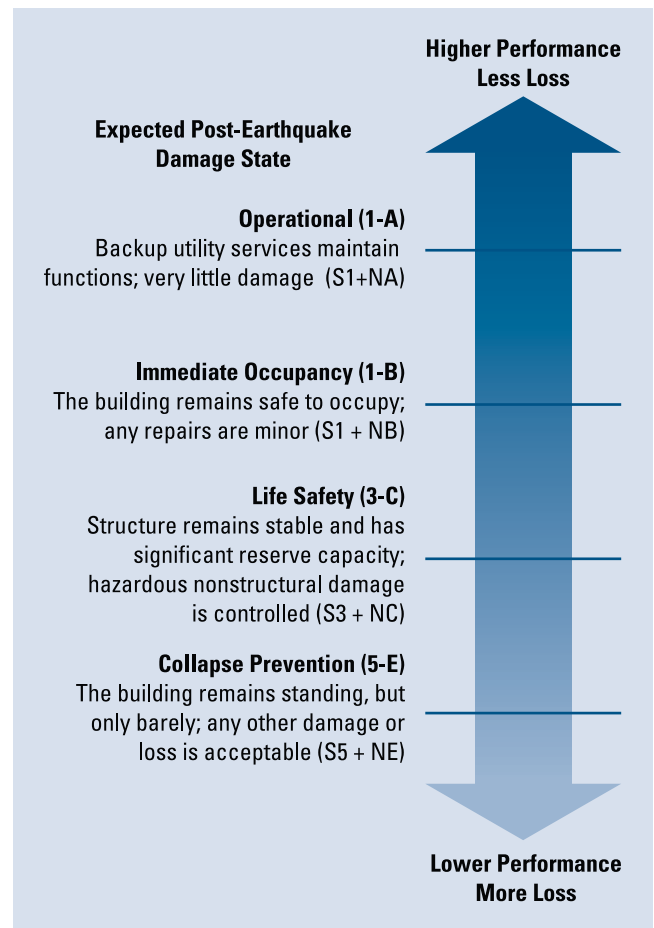 Higher Performance
Less Loss
Expected Post-Earthquake
Damage State
Operational (1-A)
Backup utility services maintain
functions; very little damage (S1+NA)
Immediate Occupancy (1-B)
The building remains safe to occupy;
any repairs are minor (S1 + NB)
Life Safety (3-C)
Structure remains stable and has
significant reserve capacity;
hazardous nonstructural damage
is controlled (S3 + NC)
Collapse Prevention (5-E)
The building remains standing, but
only barely; any other damage or
loss is acceptable (S5 + NE)
Lower Performance
More Loss